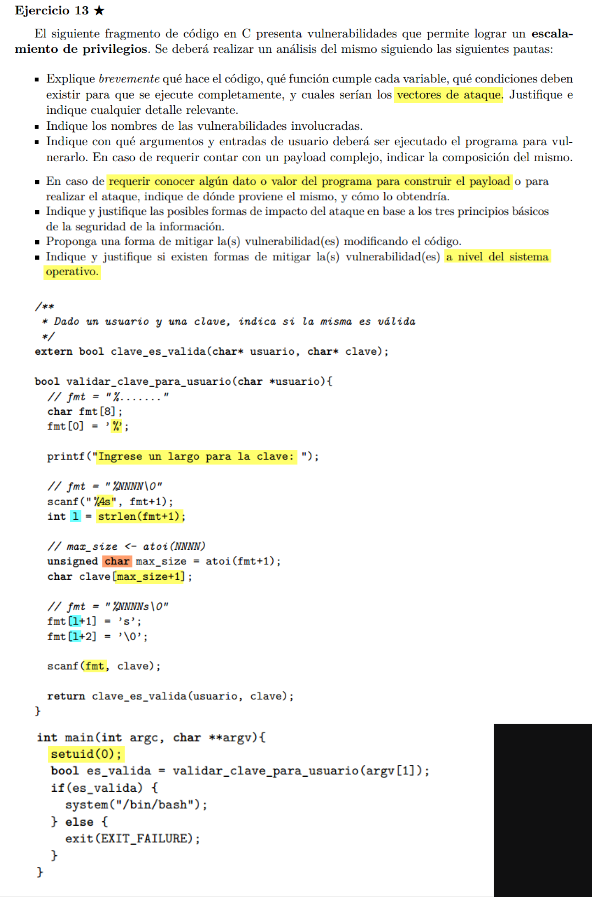 Ejercicio 13 ★
El siguiente fragmento de código en C presenta vulnerabilidades que permite lograr un escala-
miento de privilegios. Se deberá realizar un análisis del mismo siguiendo las siguientes pautas:
▪ Explique brevemente qué hace el código, qué función cumple cada variable, qué condiciones deben
existir para que se ejecute completamente, y cuales serían los vectores de ataque. Justifique e
indique cualquier detalle relevante.
▪ Indique los nombres de las vulnerabilidades involucradas.
▪ Indique con qué argumentos y entradas de usuario deberá ser ejecutado el programa para vul-
nerarlo. En caso de requerir contar con un payload complejo, indicar la composición del mismo.
▪ En caso de requerir conocer algún dato o valor del programa para construir el payload o para
realizar el ataque, indique de dónde proviene el mismo, y cómo lo obtendría.
▪ Indique y justifique las posibles formas de impacto del ataque en base a los tres principios básicos
de la seguridad de la información.
▪ Proponga una forma de mitigar la(s) vulnerabilidad(es) modificando el código.
▪ Indique y justifique si existen formas de mitigar la(s) vulnerabilidad(es) a nivel del sistema
operativo.
/**
* Dado un usuario y una clave, indica si la misma es válida
*/
extern bool clave_es_valida(char* usuario, char* clave);
bool validar_clave_para_usuario(char *usuario){
// fmt = "%......."
char fmt[8];
fmt[0] = '%';
printf("Ingrese un largo para la clave: ");
// fmt = "%NNNN\0"
scanf("%4s", fmt+1);
int l = strlen(fmt+1);
// max_size <- atoi(NNNN)
unsigned char max_size = atoi(fmt+1);
char clave[max_size+1];
// fmt = "%NNNNs\0"
fmt[l+1] = 's';
fmt[l+2] = '\0';
scanf(fmt, clave);
return clave_es_valida(usuario, clave);
}
int main(int argc, char **argv){
setuid(0);
bool es_valida = validar_clave_para_usuario(argv[1]);
if(es_valida) {
system("/bin/bash");
} else {
exit(EXIT_FAILURE);
}
}